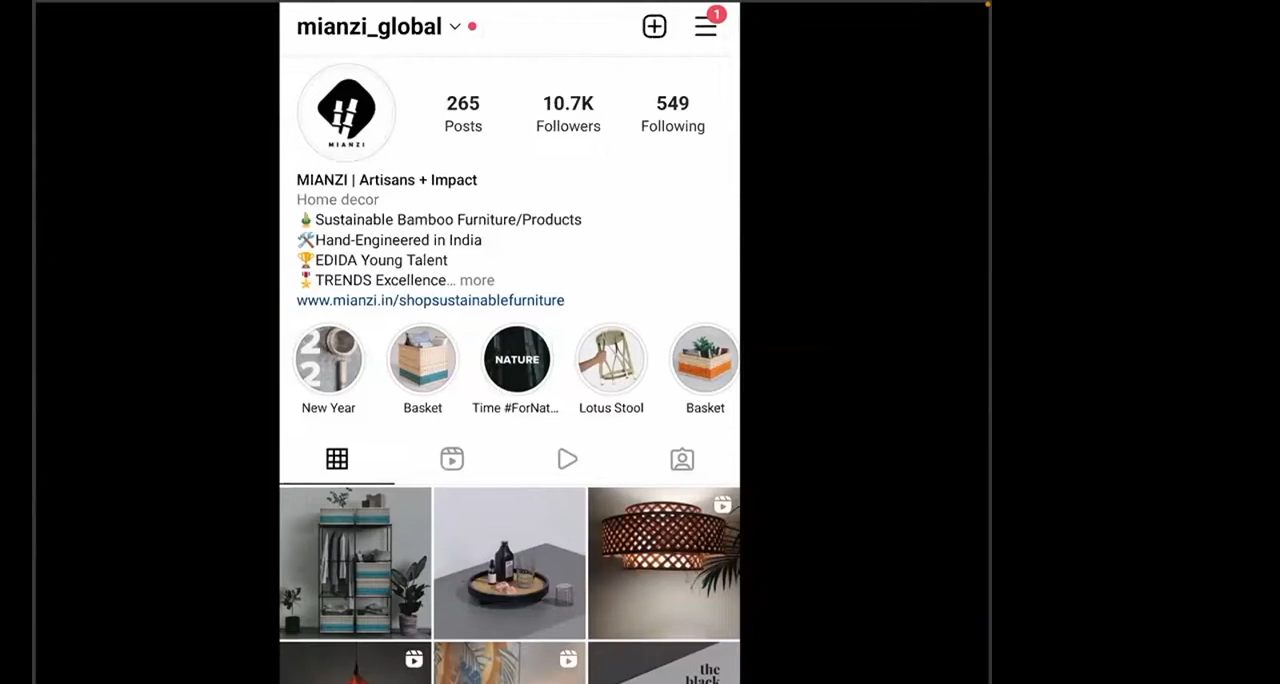 mianzi_global
1
MIANZI
265
Posts
10.7K
Followers
549
Following
MIANZI | Artisans + Impact
Home decor
Sustainable Bamboo Furniture/Products
Hand-Engineered in India
EDIDA Young Talent
TRENDS Excellence... more
www.mianzi.in/shopsustainablefurniture
2
2
NATURE
New Year
Basket
Time #ForNat...
Lotus Stool
Basket
the
black